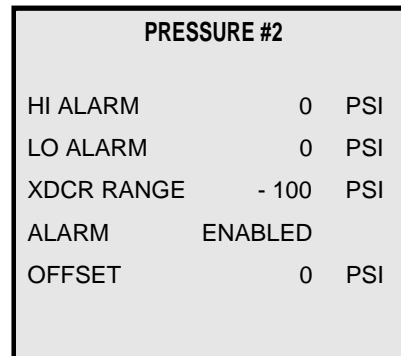 PRESSURE #2
HI ALARM 0 PSI
LO ALARM 0 PSI
XDCR RANGE - 100 PSI
ALARM ENABLED
OFFSET 0 PSI